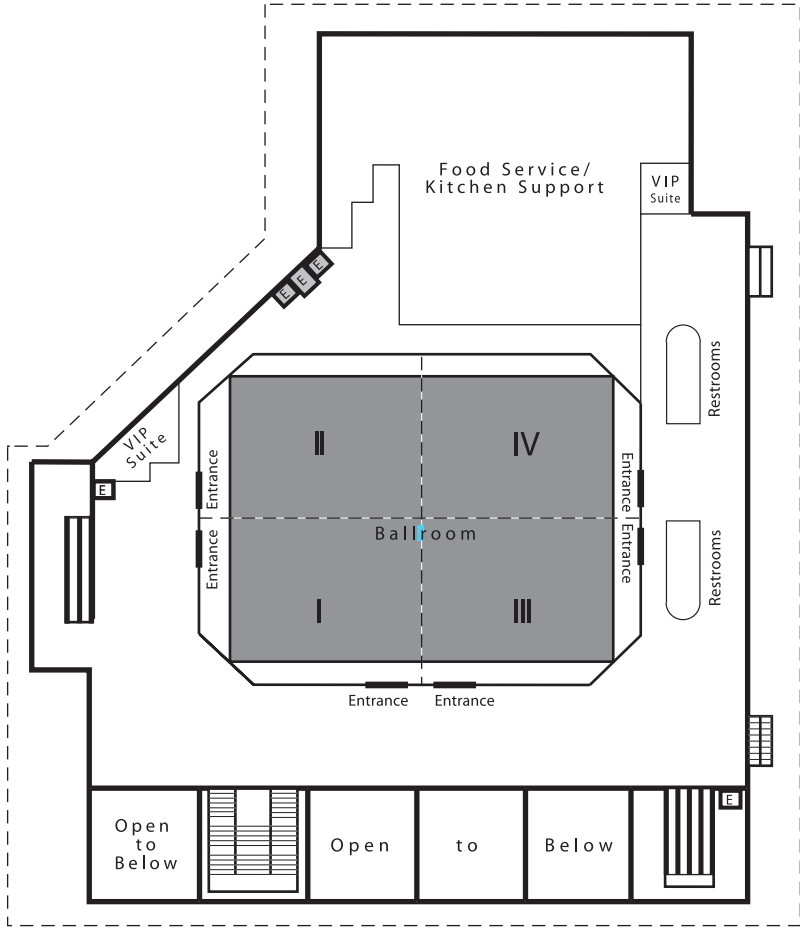 Food Service/
Kitchen Support
VIP
Suite
E
E
E
Restrooms
VIP
Suite
II
IV
Entrance
Entrance
E
Ballroom
Entrance
Entrance
Restrooms
I
III
Entrance
Entrance
E
Open
to
Below
Open
to
Below